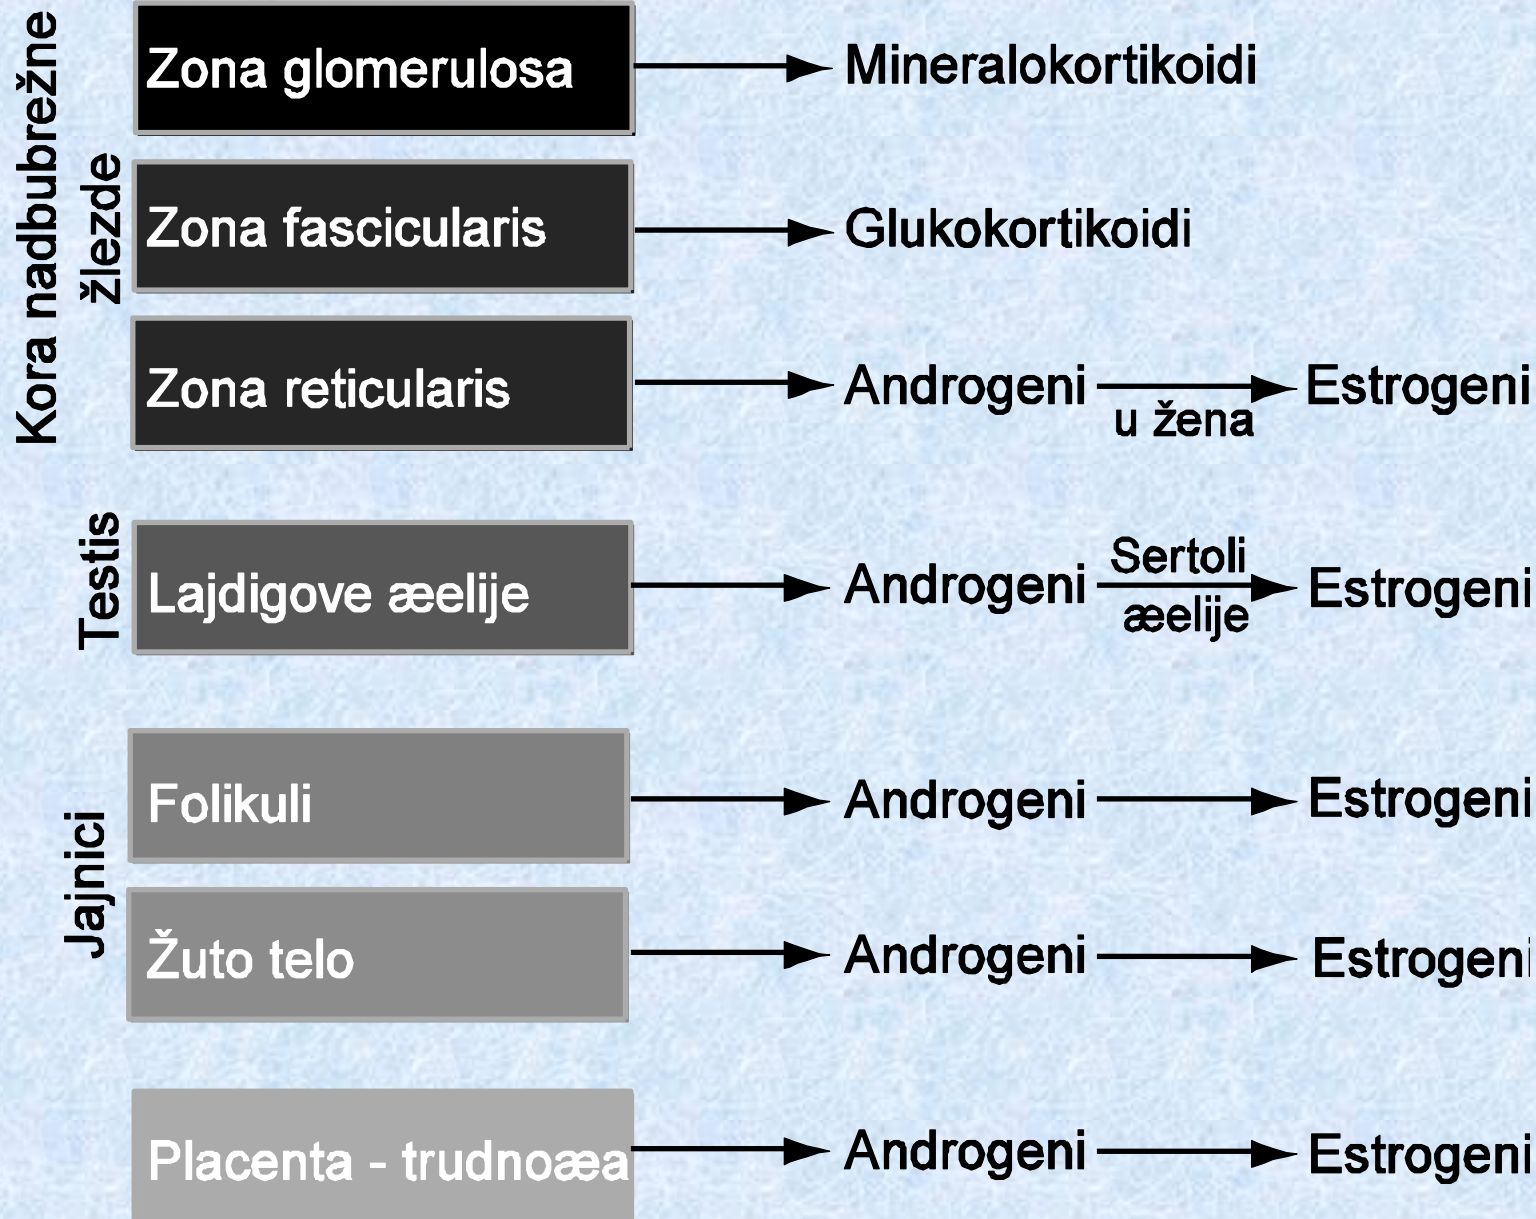 Kora nadbubrežne
žlezde
Zona glomerulosa
Mineralokortikoidi
Zona fascicularis
Glukokortikoidi
Zona reticularis
Androgeni
u žena
Estrogeni
Testis
Lajdigove æelije
Androgeni
Sertoli
æelije
Estrogeni
Jajnici
Folikuli
Androgeni
Estrogeni
Žuto telo
Androgeni
Estrogeni
Placenta - trudnoæa
Androgeni
Estrogeni